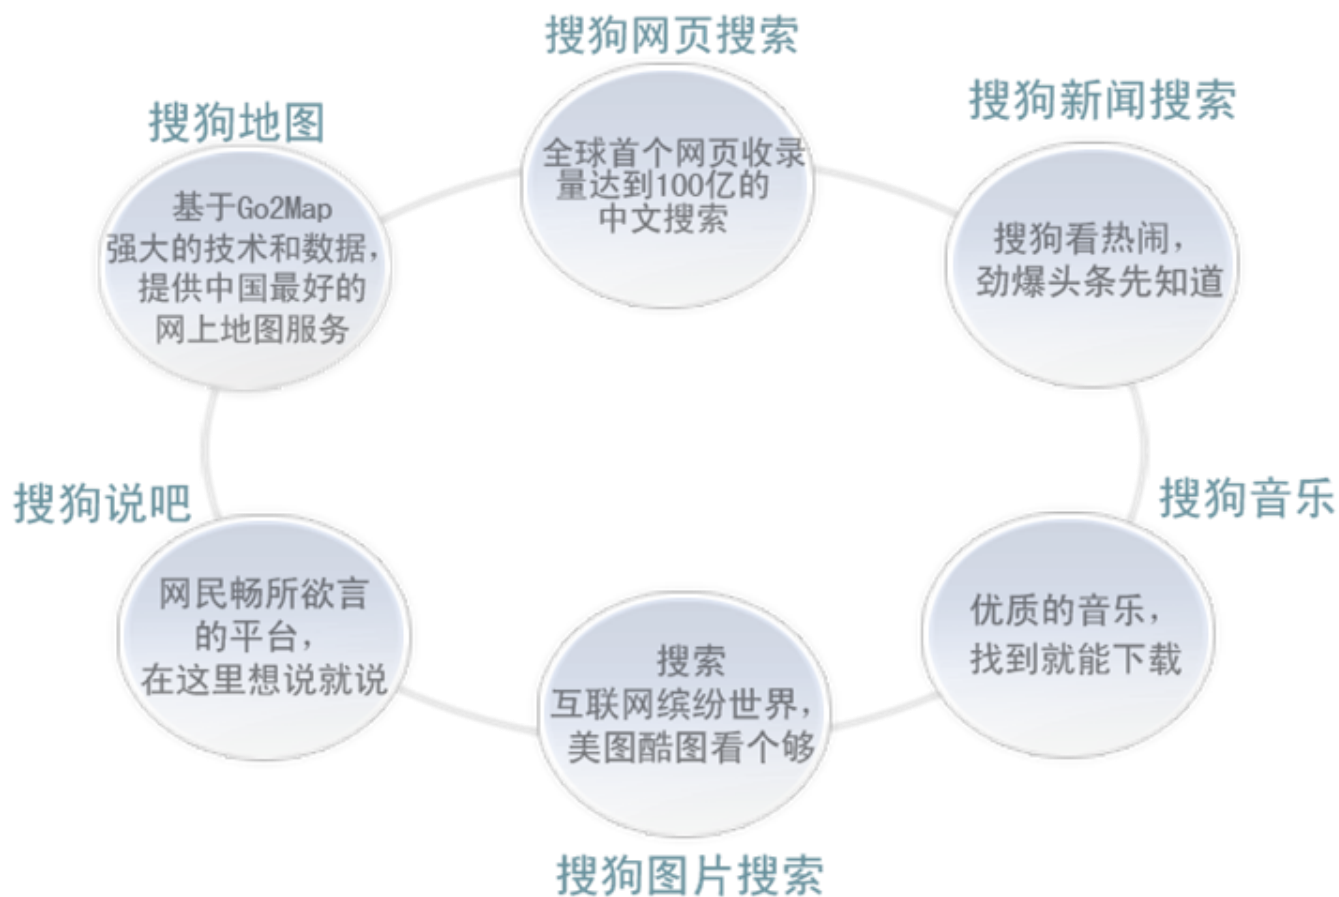 搜狗网页搜索
全球首个网页收录
量达到100亿的
中文搜索
搜狗新闻搜索
搜狗看热闹，
劲爆头条先知道
搜狗音乐
优质的音乐，
找到就能下载
搜索
互联网缤纷世界，
美图酷图看个够
搜狗图片搜索
搜狗说吧
网民畅所欲言
的平台，
在这里想说就说
搜狗地图
基于Go2Map
强大的技术和数据，
提供中国最好的
网上地图服务